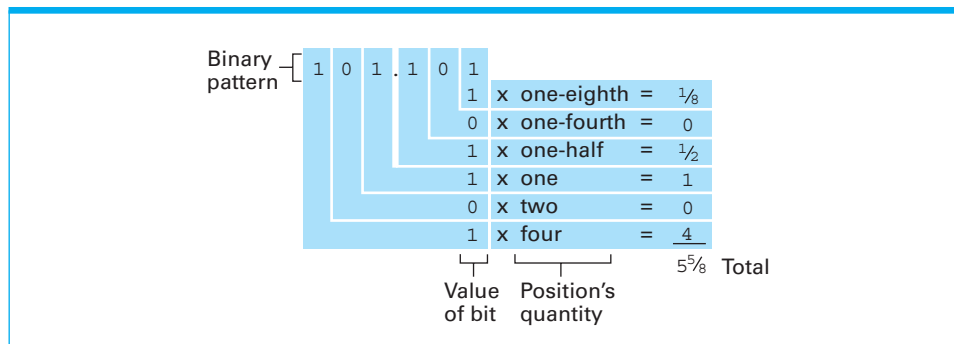 Binary
pattern
1 0 1 . 1 0 1
1 x one-eighth = ⅛
0 x one-fourth = 0
1 x one-half = ½
1 x one = 1
0 x two = 0
1 x four = 4
5⅝ Total
Value Position's
of bit quantity